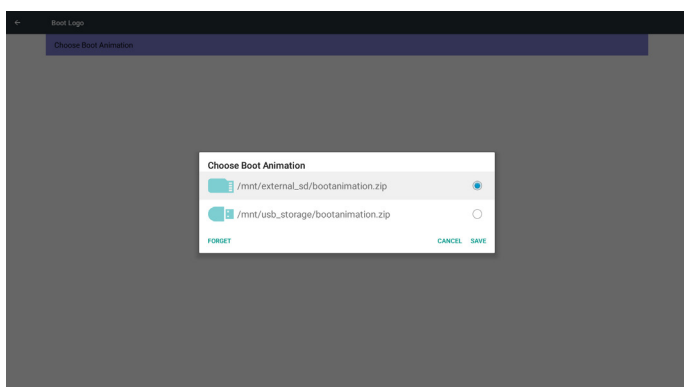 Boot Logo
Choose Boot Animation
Choose Boot Animation
/mnt/external_sd/bootanimation.zip
/mnt/usb_storage/bootanimation.zip
FORGET CANCEL SAVE